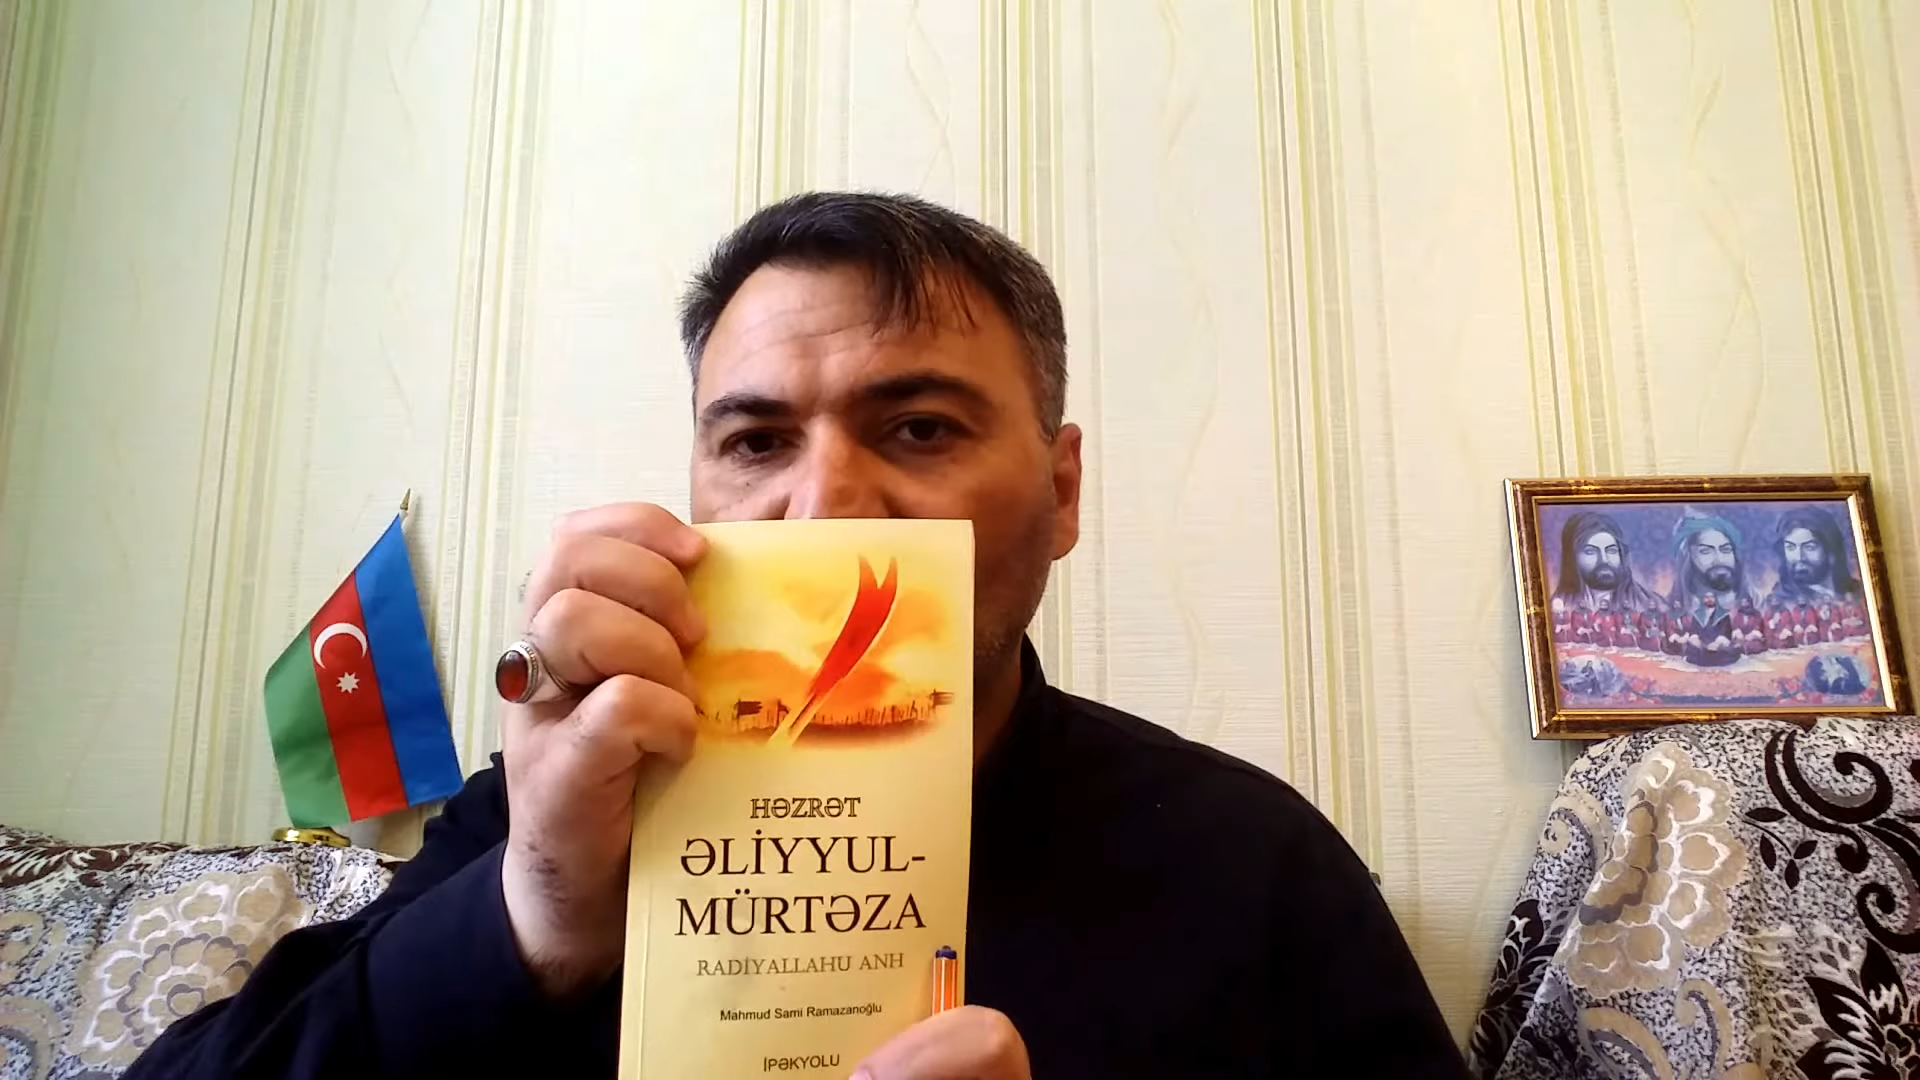 HƏZRƏT
ƏLİYYUL-
MÜRTƏZA
RADİYALLAHU ANH
Mahmud Sami Ramazanoğlu
İPƏKYOLU